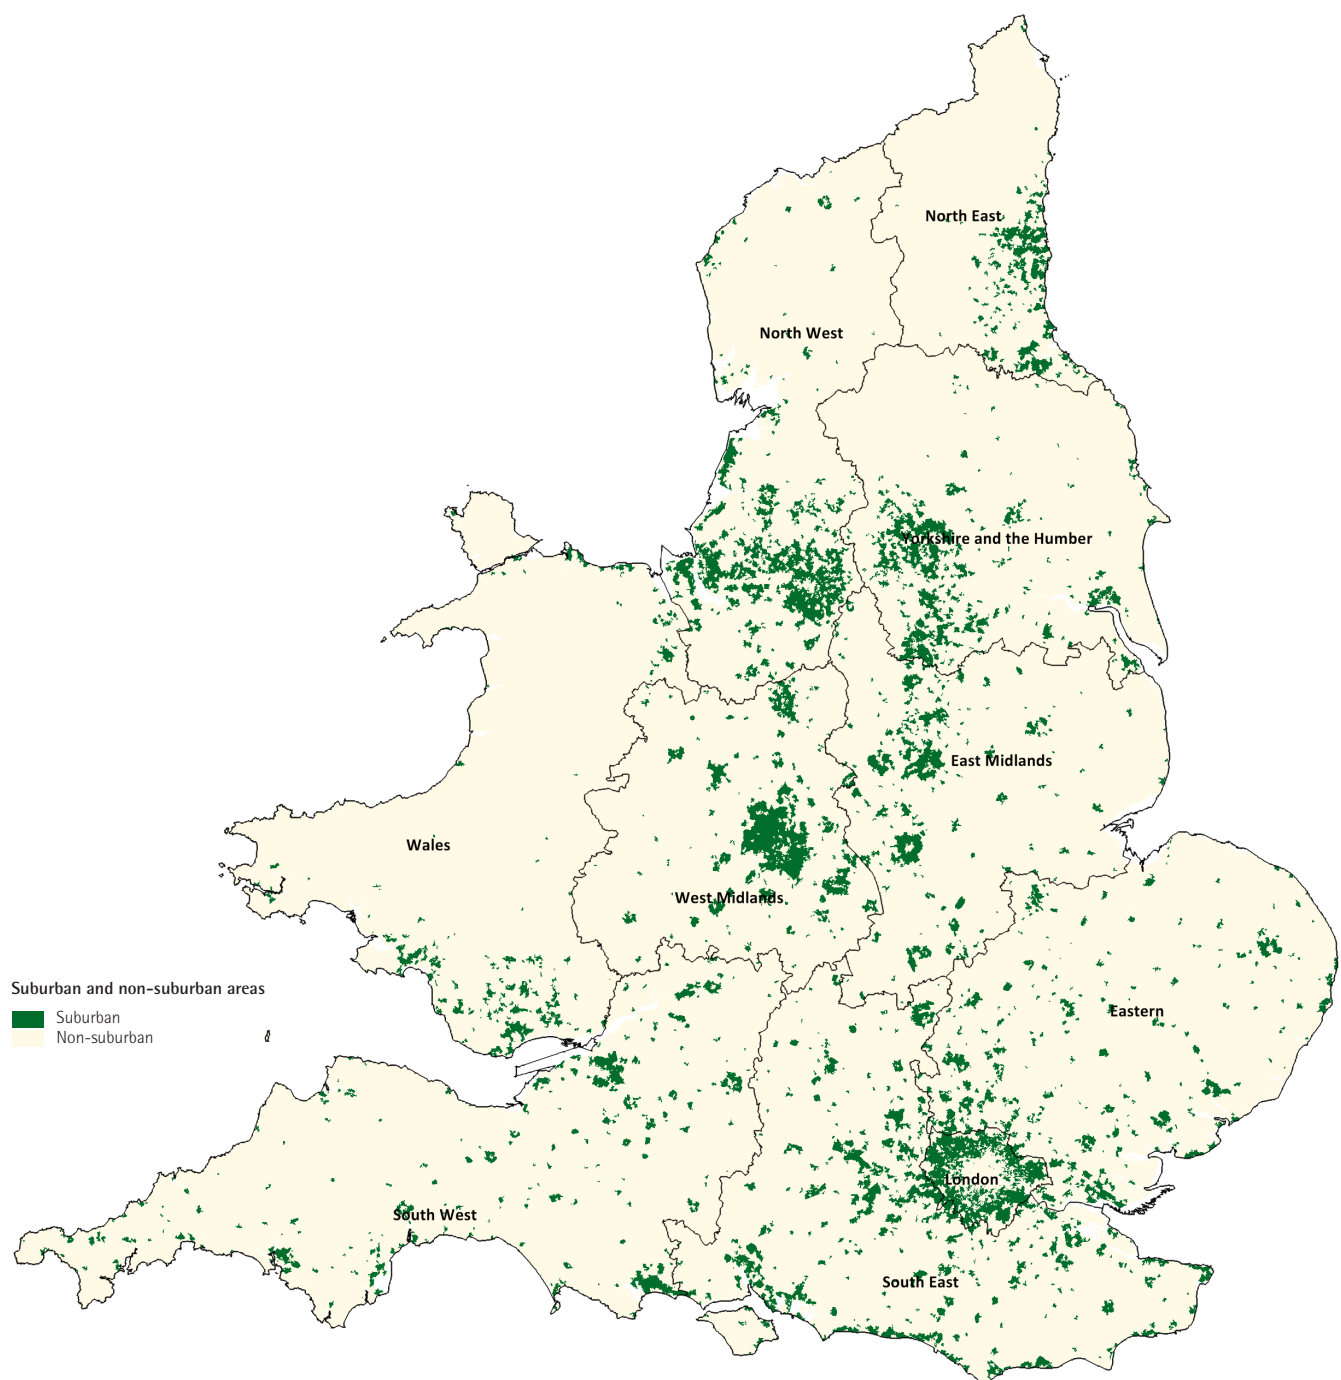 North East
North West
Yorkshire and the Humber
East Midlands
Wales
West Midlands
Suburban and non-suburban areas
Suburban
Non-suburban
Eastern
London
South West
South East